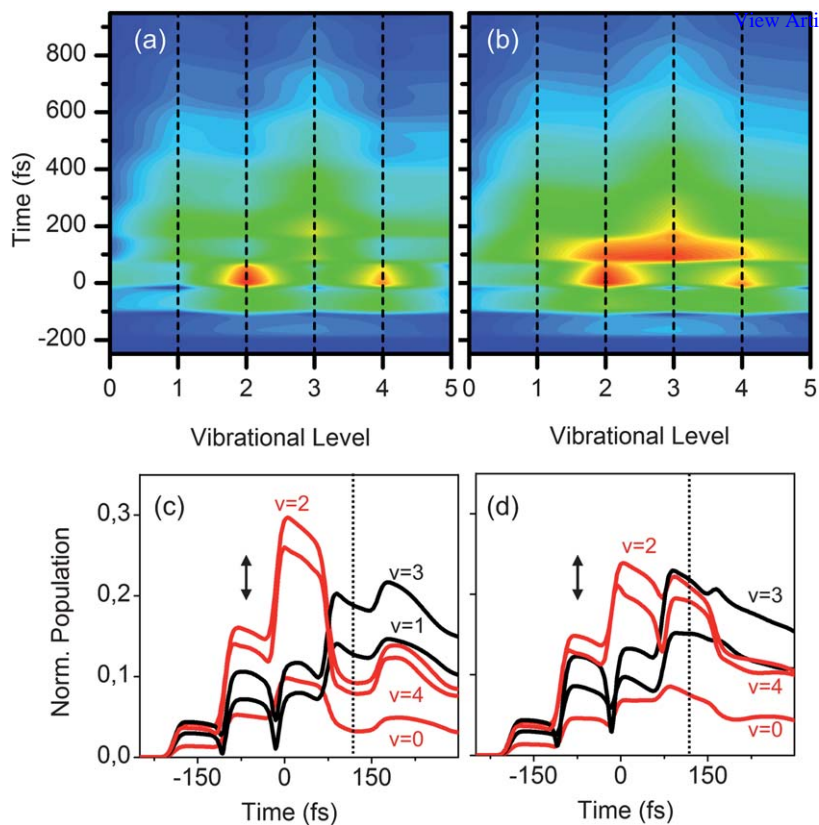 View Arti
(a)
(b)
800
600
400
200
0
-200
Time (fs)
0 1 2 3 4 5
0 1 2 3 4 5
Vibrational Level
Vibrational Level
(c)
v=2
v=3
v=1
v=4
v=0
(d)
v=2
v=3
v=4
v=0
0,3
0,2
0,1
0,0
Norm. Population
-150 0 150
-150 0 150
Time (fs)
Time (fs)